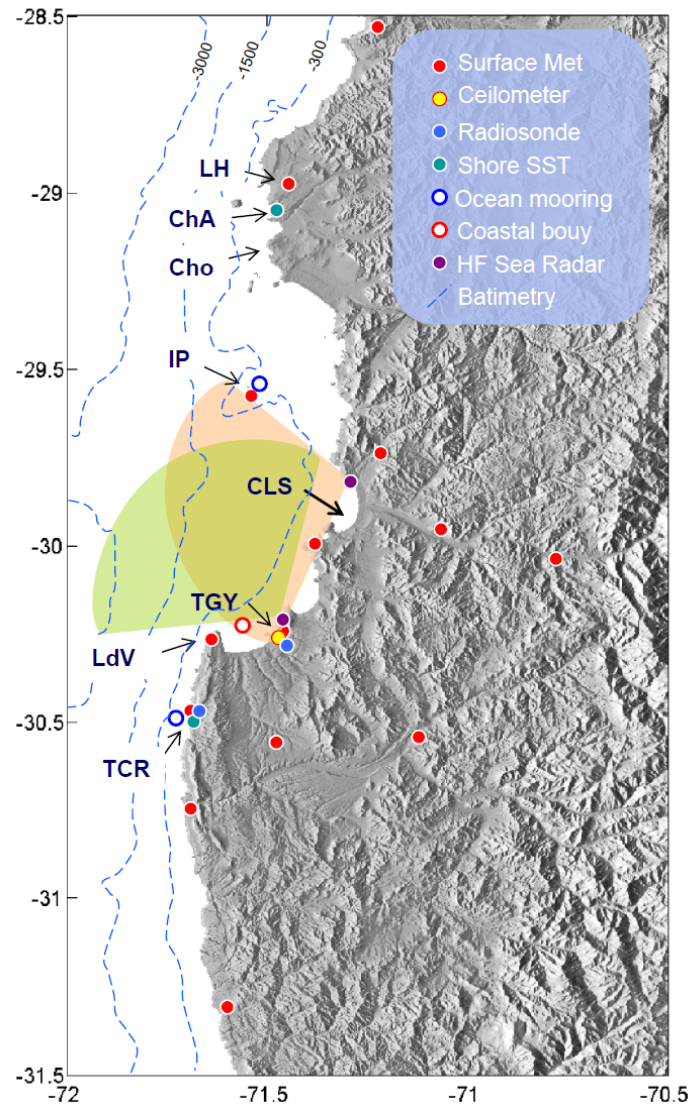 -28.5
-3000
-1500
-300
Surface Met
Ceilometer
Radiosonde
Shore SST
Ocean mooring
Coastal bouy
HF Sea Radar
Batimetry
LH
-29
ChA
Cho
IP
-29.5
CLS
-30
TGY
LdV
-30.5
TCR
-31
-31.5
-72
-71.5
-71
-70.5